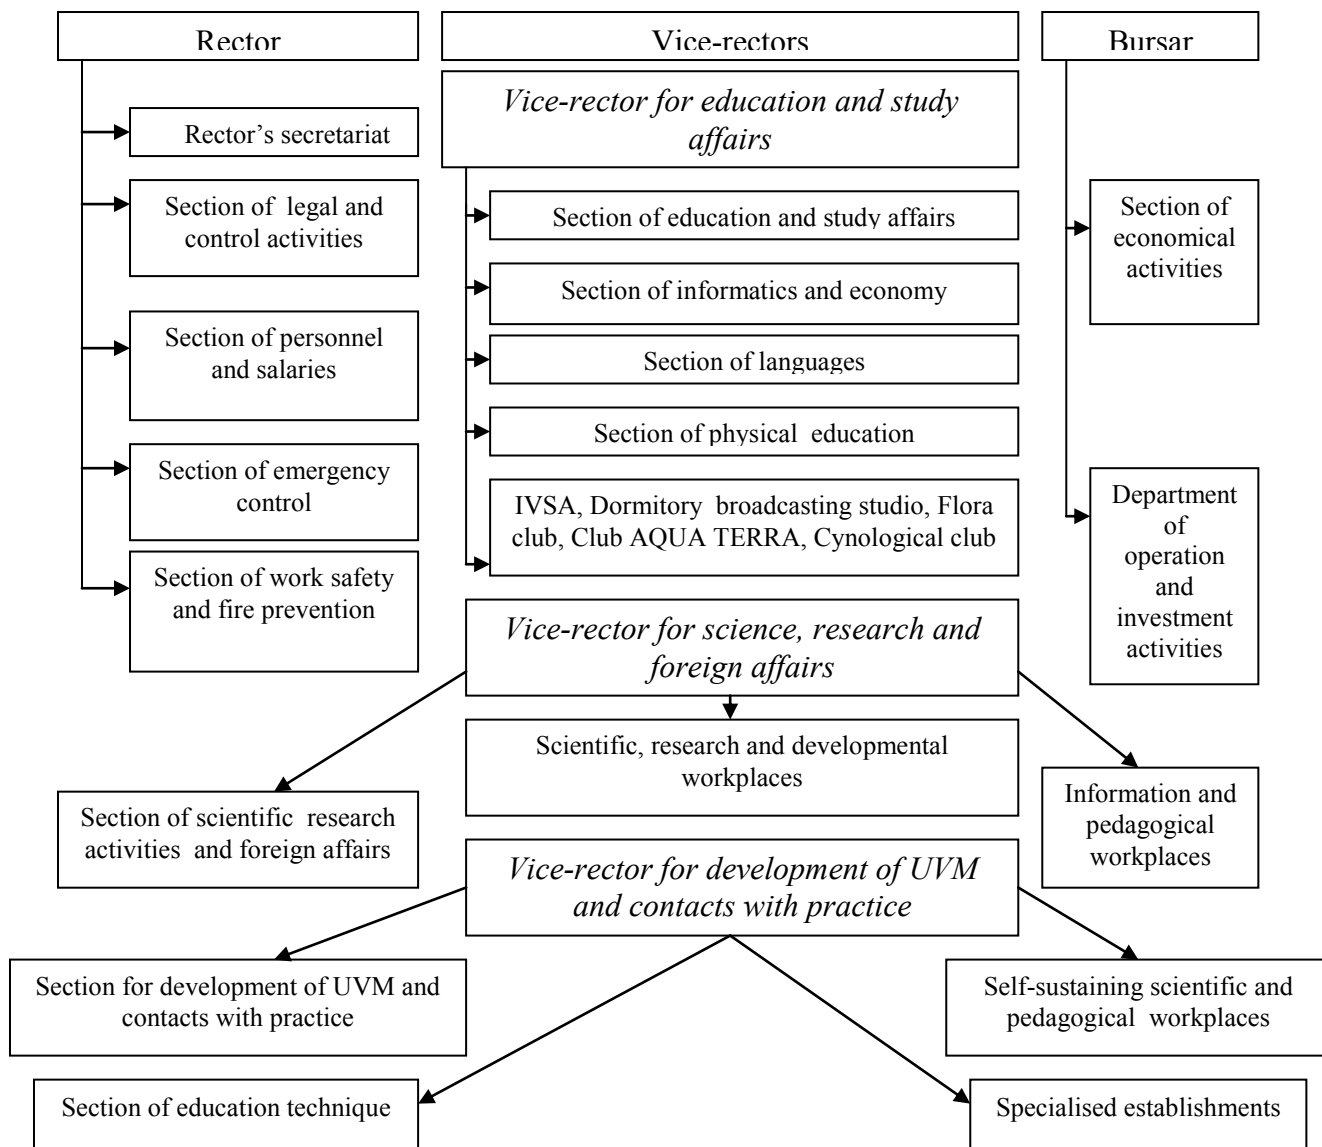 Rector
Vice-rectors
Bursar
Vice-rector for education and study
affairs
Rector’s secretariat
Section of legal and
control activities
Section of personnel
and salaries
Section of emergency
control
Section of work safety
and fire prevention
Section of education and study affairs
Section of informatics and economy
Section of languages
Section of physical education
IVSA, Dormitory broadcasting studio, Flora
club, Club AQUA TERRA, Cynological club
Section of
economical
activities
Department
of
operation
and
investment
activities
Vice-rector for science, research and
foreign affairs
Scientific, research and developmental
workplaces
Section of scientific research
activities and foreign affairs
Information and
pedagogical
workplaces
Vice-rector for development of UVM
and contacts with practice
Section for development of UVM and
contacts with practice
Self-sustaining scientific and
pedagogical workplaces
Section of education technique
Specialised establishments